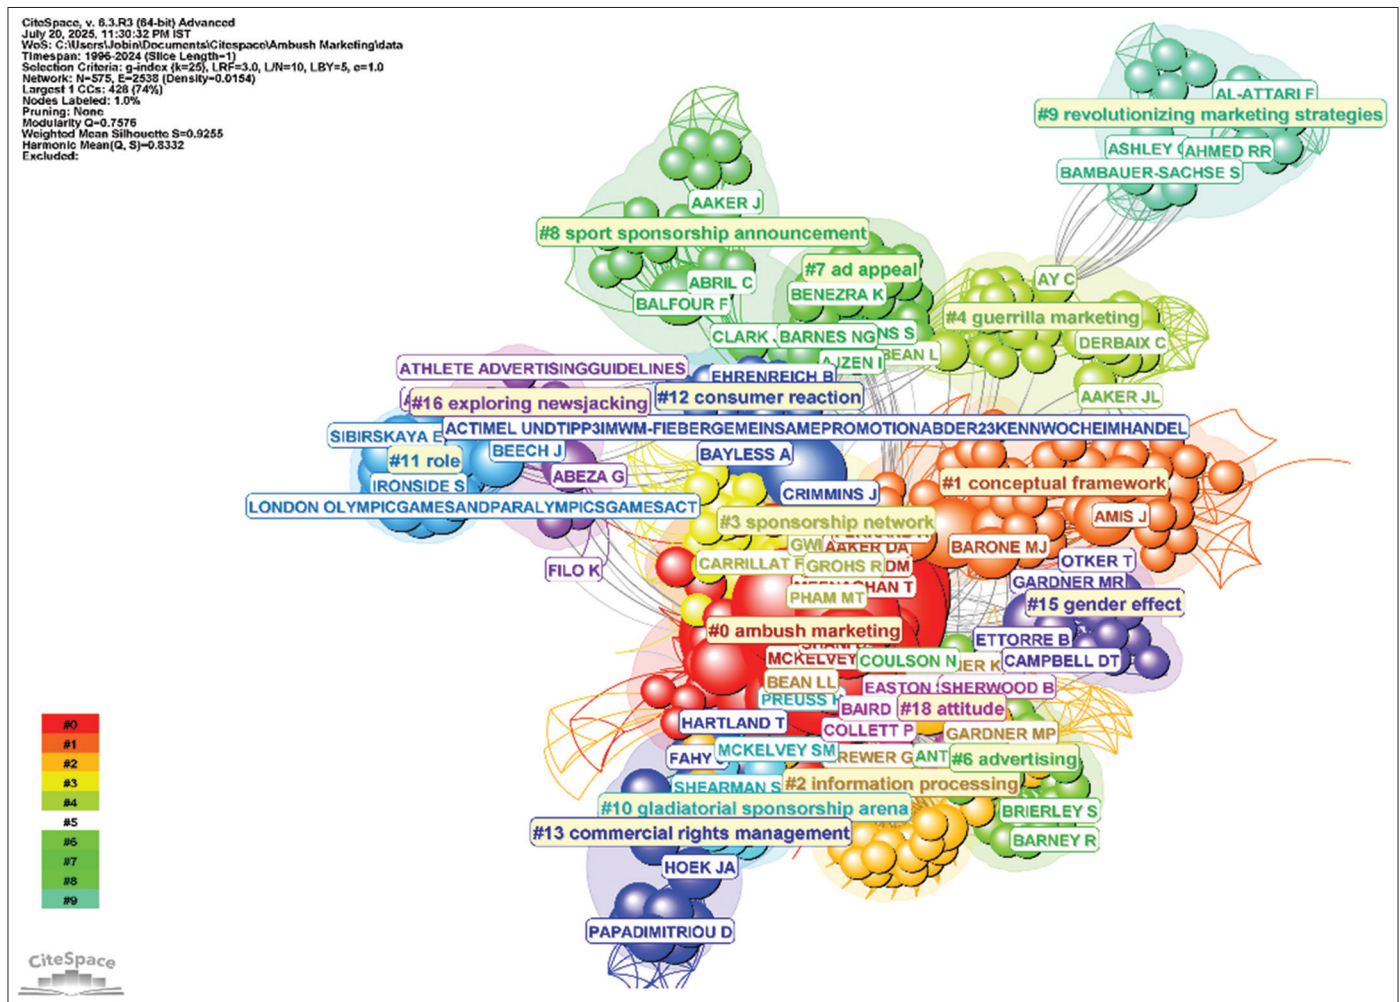 CiteSpace, v. 6.3.R3 (64-bit) Advanced
July 20, 2025, 11:30:32 PM IST
WoS: C:\Users\Jobin\Documents\Citespace\Ambush Marketing\data
Timespan: 1996-2024 (Slice Length=1)
Selection Criteria: g-index (k=25), LRF=3.0, L/N=10, LBY=5, e=1.0
Network: N=575, E=2538 (Density=0.0154)
Largest 1 CCs: 428 (74%)
Nodes Labeled: 1.0%
Pruning: None
Modularity Q=0.7576
Weighted Mean Silhouette S=0.9255
Harmonic Mean(Q, S)=0.8332
Excluded:
AL-ATTARI F
#9 revolutionizing marketing strategies
ASHLEY
AHMED RR
BAMBAUER-SACHSE S
AAKER J
#8 sport sponsorship announcement
#7 ad appeal
ABRIL C
BALFOUR F
BENEZRA K
AY C
#4 guerrilla marketing
CLARK
BARNES NG
NS S
BEAN L
DERBAIX C
AJZEN I
ATHLETE ADVERTISINGGUIDELINES
EHRENREICH B
#16 exploring newsjacking
#12 consumer reaction
AAKER JL
ACTIMEL UNDTIPP3IMWM-FIEBERGEMEINSAMEPROMOTIONABDER23KENNWOCHEIMHANDEL
SIBIRSKAYA E
#11 role
BEECH J
BAYLESS A
IRONSIDE S
ABEZA G
#1 conceptual framework
CRIMMINS J
LONDON OLYMPICGAMESANDPARALYMPICSGAMESACT
#3 sponsorship network
AMIS J
GWI
AAKER DA
BARONE MJ
FILO K
CARRILLAT F
GROHS R
DM
OTKER T
MEENAGHAN T
GARDNER MR
PHAM MT
#15 gender effect
#0 ambush marketing
ETTORRE B
MCKELVEY
COULSON N
NER K
CAMPBELL DT
BEAN LL
EASTON
SHERWOOD B
PREUSS H
BAIRD
#18 attitude
HARTLAND T
COLLETT P
GARDNER MP
FAHY
MCKELVEY SM
REWER G
ANT
#6 advertising
SHEARMAN S
#2 information processing
#10 gladiatorial sponsorship arena
BRIERLEY S
#13 commercial rights management
BARNEY R
HOEK JA
PAPADIMITRIOU D
#0
#1
#2
#3
#4
#5
#6
#7
#8
#9
CiteSpace